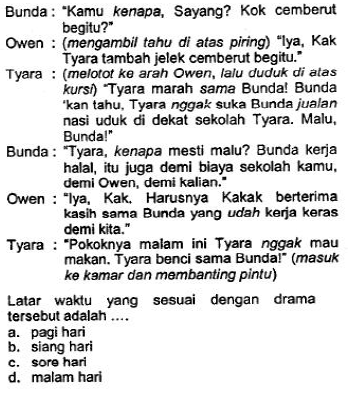 Bunda : "Kamu kenapa, Sayang? Kok cemberut
begitu?"
Owen : (mengambil tahu di atas piring) "Iya, Kak
Tyara tambah jelek cemberut begitu."
Tyara : (melotot ke arah Owen, lalu duduk di atas
kursi) "Tyara marah sama Bunda! Bunda
'kan tahu, Tyara nggak suka Bunda jualan
nasi uduk di dekat sekolah Tyara. Malu,
Bunda!"
Bunda : "Tyara, kenapa mesti malu? Bunda kerja
halal, itu juga demi biaya sekolah kamu,
demi Owen, demi kalian."
Owen : "Iya, Kak. Harusnya Kakak berterima
kasih sama Bunda yang udah kerja keras
demi kita."
Tyara : "Pokoknya malam ini Tyara nggak mau
makan. Tyara benci sama Bunda!" (masuk
ke kamar dan membanting pintu)
Latar waktu yang sesuai dengan drama
tersebut adalah ....
a. pagi hari
b. siang hari
c. sore hari
d. malam hari